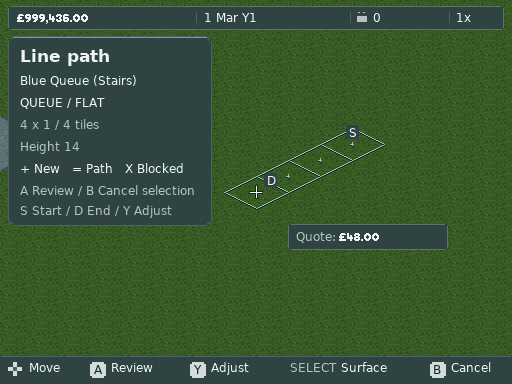 £999,436.00 1 Mar Y1 0 1x
Line path
Blue Queue (Stairs)
QUEUE / FLAT
4 x 1 / 4 tiles
Height 14
+ New = Path X Blocked
A Review / B Cancel selection
S Start / D End / Y Adjust
S
D
Quote: £48.00
Move A Review Y Adjust SELECT Surface B Cancel